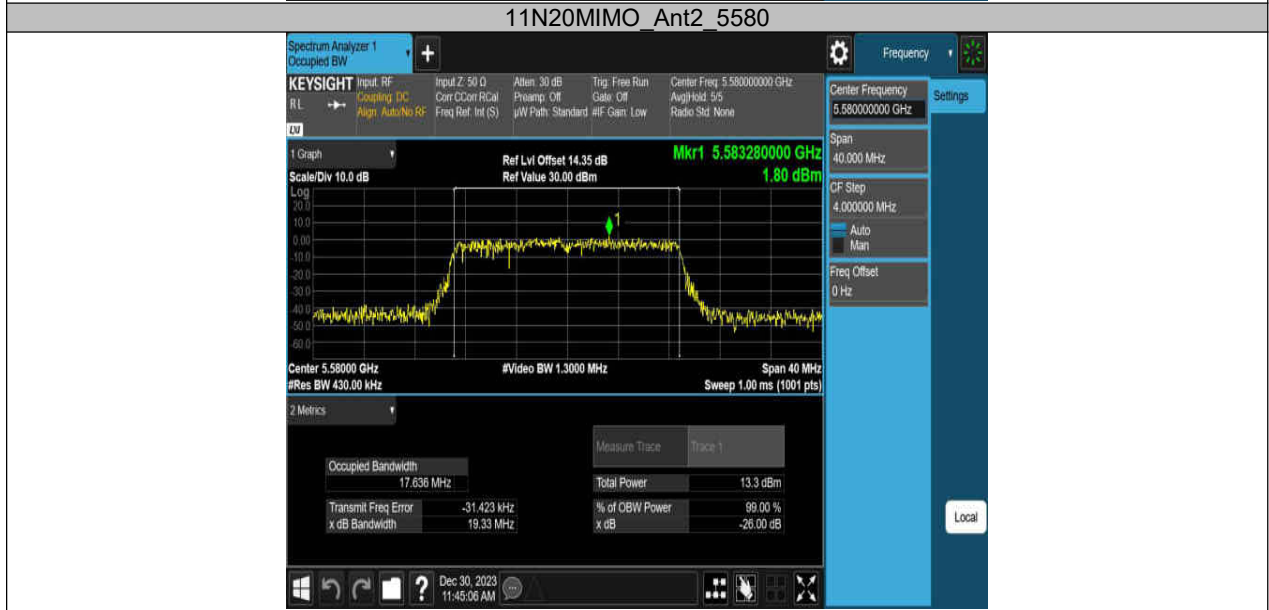 11N20MIMO_Ant2_5580
Spectrum Analyzer 1
Occupied BW
+
Frequency
KEYSIGHT
RL
LXI
Input: RF
Coupling: DC
Align: Auto/No RF
Input Z: 50 Ω
Corr CCorr RCal
Freq Ref: Int (S)
Atten: 30 dB
Preamp: Off
µW Path: Standard
Trig: Free Run
Gate: Off
#IF Gain: Low
Center Freq: 5.580000000 GHz
Avg|Hold: 5/5
Radio Std: None
Center Frequency
5.580000000 GHz
Settings
Span
40.000 MHz
CF Step
4.000000 MHz
Auto
Man
Freq Offset
0 Hz
Local
1 Graph
Scale/Div 10.0 dB
Ref Lvl Offset 14.35 dB
Ref Value 30.00 dBm
Mkr1 5.583280000 GHz
1.80 dBm
Log
20.0
10.0
0.00
-10.0
-20.0
-30.0
-40.0
-50.0
-60.0
1
Center 5.58000 GHz
#Res BW 430.00 kHz
#Video BW 1.3000 MHz
Span 40 MHz
Sweep 1.00 ms (1001 pts)
2 Metrics
Measure Trace Trace 1
Occupied Bandwidth
17.636 MHz
Total Power 13.3 dBm
Transmit Freq Error -31.423 kHz
% of OBW Power 99.00 %
x dB Bandwidth 19.33 MHz
x dB -26.00 dB
?
Dec 30, 2023
11:45:06 AM